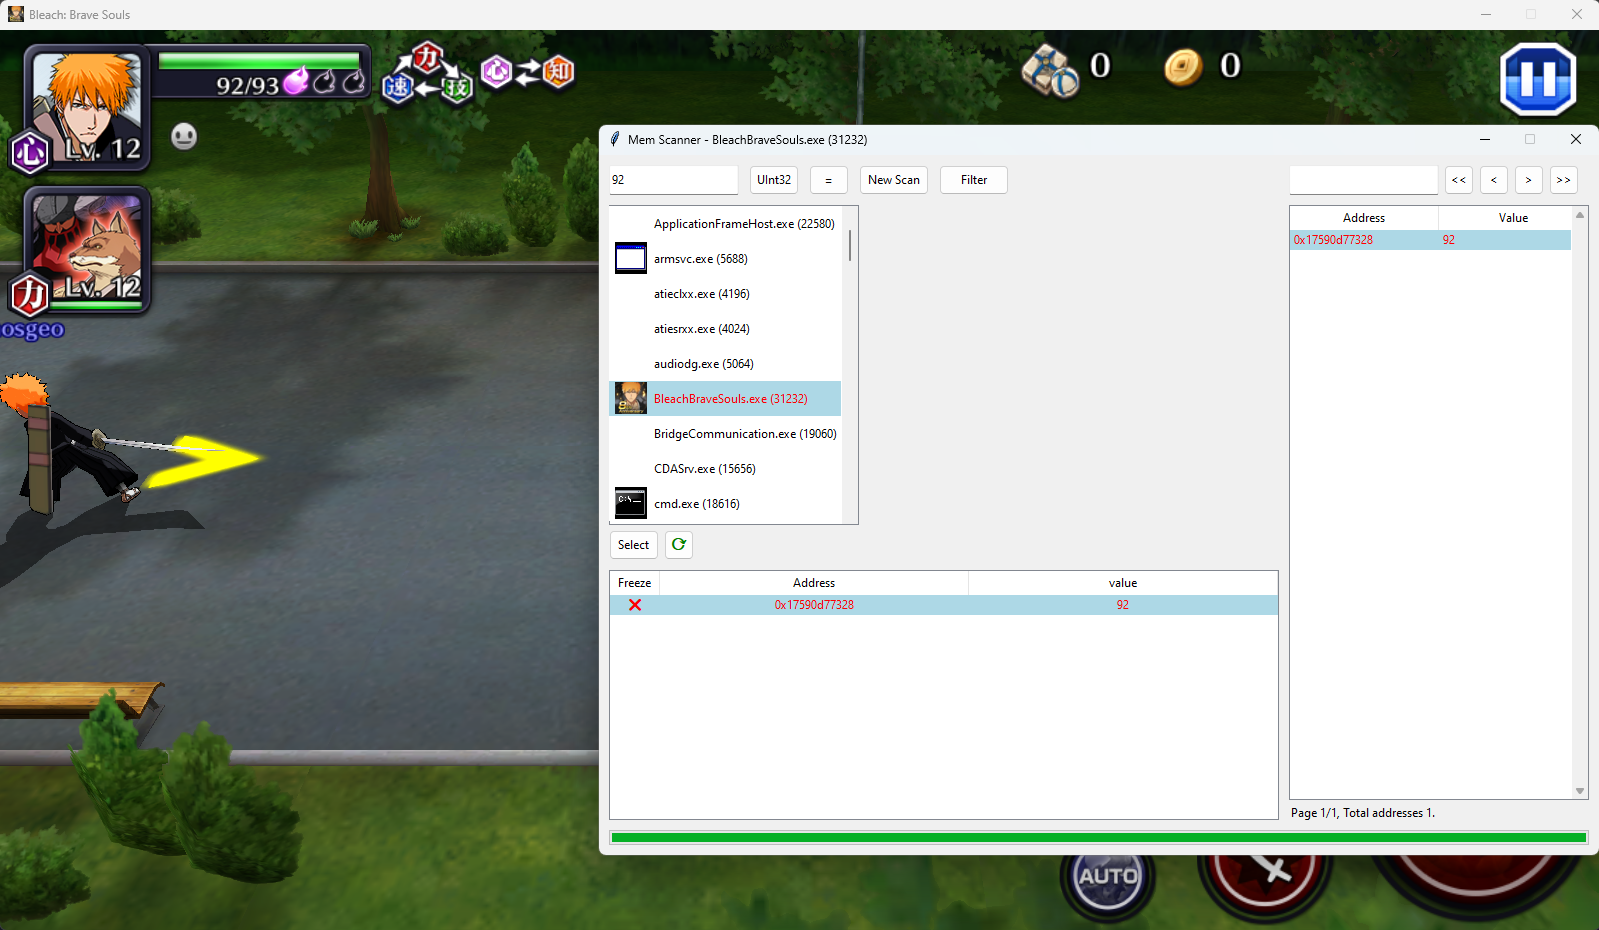 Bleach: Brave Souls
92/93
力
速
技
心
知
0
0
心
Lv. 12
力
Lv. 12
osgeo
Mem Scanner - BleachBraveSouls.exe (31232)
92
UInt32
=
New Scan
Filter
<<
<
>
>>
ApplicationFrameHost.exe (22580)
armsvc.exe (5688)
atieclxx.exe (4196)
atiesrxx.exe (4024)
audiodg.exe (5064)
BleachBraveSouls.exe (31232)
BridgeCommunication.exe (19060)
CDASrv.exe (15656)
cmd.exe (18616)
Select
Freeze Address value
0x17590d77328 92
Address Value
0x17590d77328 92
Page 1/1, Total addresses 1.
AUTO